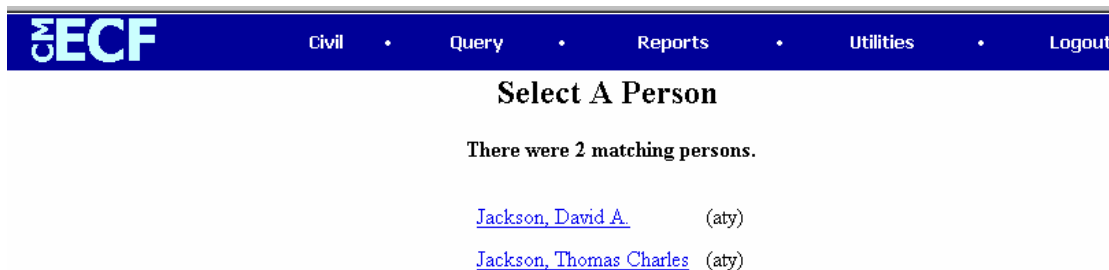 CM ECF Civil • Query • Reports • Utilities • Logout
Select A Person
There were 2 matching persons.
Jackson, David A. (aty)
Jackson, Thomas Charles (aty)